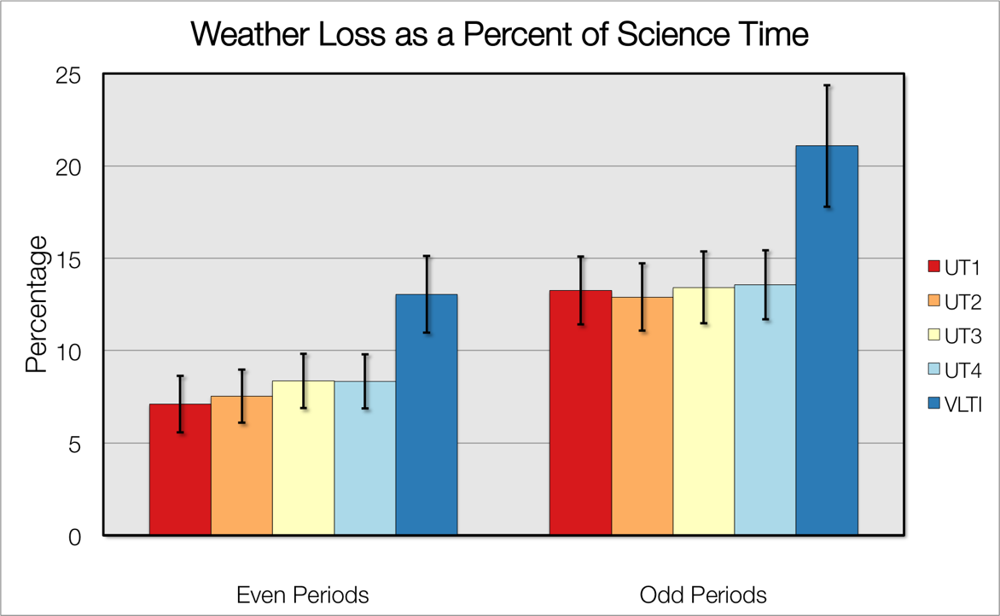 Weather Loss as a Percent of Science Time
25
20
15
10
5
0
Percentage
Even Periods
Odd Periods
UT1
UT2
UT3
UT4
VLTI